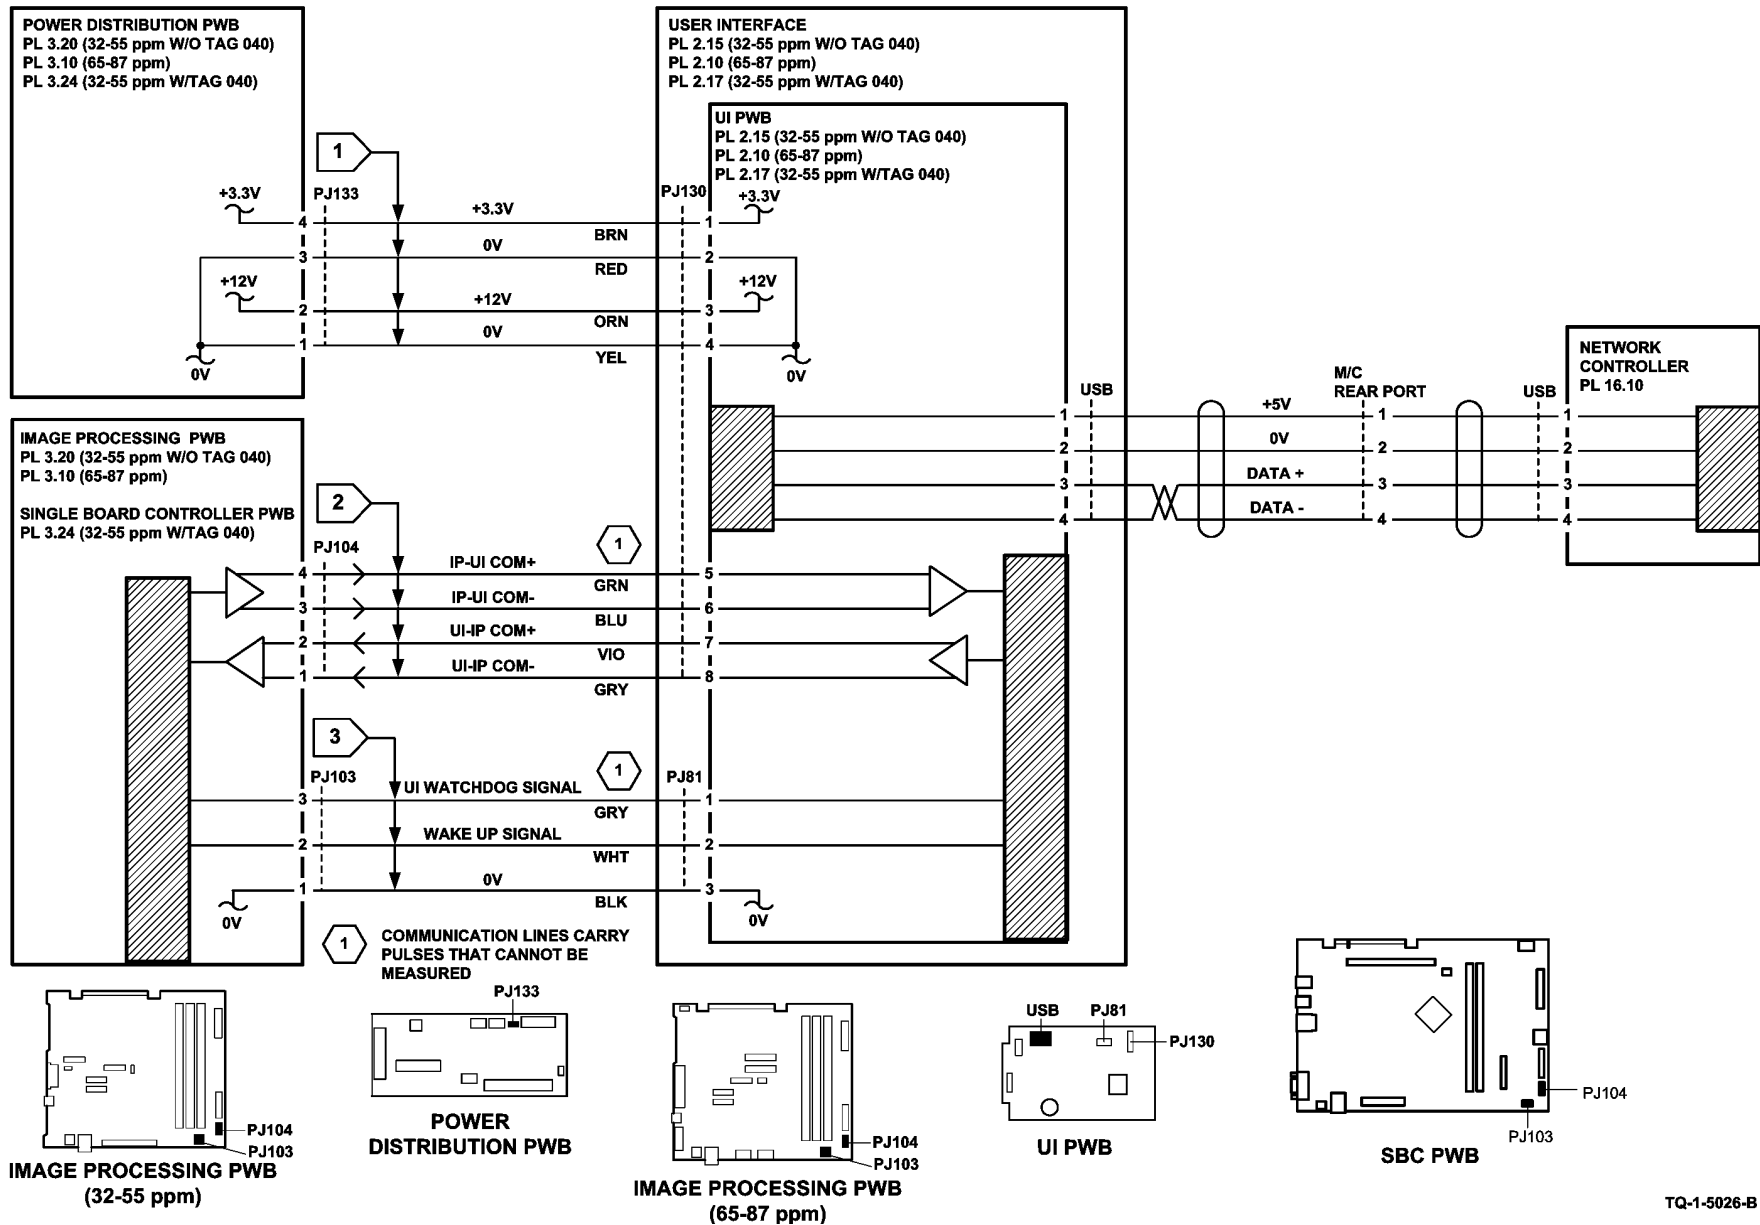 POWER DISTRIBUTION PWB
PL 3.20 (32-55 ppm W/O TAG 040)
PL 3.10 (65-87 ppm)
PL 3.24 (32-55 ppm W/TAG 040)
USER INTERFACE
PL 2.15 (32-55 ppm W/O TAG 040)
PL 2.10 (65-87 ppm)
PL 2.17 (32-55 ppm W/TAG 040)
UI PWB
PL 2.15 (32-55 ppm W/O TAG 040)
PL 2.10 (65-87 ppm)
PL 2.17 (32-55 ppm W/TAG 040)
1
+3.3V
PJ133
PJ130
+3.3V
4
+3.3V
BRN
1
3
0V
RED
2
+12V
+12V
2
+12V
ORN
3
1
0V
YEL
4
0V
0V
NETWORK
CONTROLLER
PL 16.10
USB
M/C
REAR PORT
USB
1
+5V
1
1
2
0V
2
2
3
DATA +
3
3
4
DATA -
4
4
IMAGE PROCESSING PWB
PL 3.20 (32-55 ppm W/O TAG 040)
PL 3.10 (65-87 ppm)
SINGLE BOARD CONTROLLER PWB
PL 3.24 (32-55 ppm W/TAG 040)
2
PJ104
1
4
IP-UI COM+
GRN
5
3
IP-UI COM-
BLU
6
2
UI-IP COM+
VIO
7
1
UI-IP COM-
GRY
8
3
PJ103
1
PJ81
3
UI WATCHDOG SIGNAL
GRY
1
2
WAKE UP SIGNAL
WHT
2
1
0V
BLK
3
0V
0V
1
COMMUNICATION LINES CARRY
PULSES THAT CANNOT BE
MEASURED
PJ104
PJ103
IMAGE PROCESSING PWB
(32-55 ppm)
PJ133
POWER
DISTRIBUTION PWB
PJ104
PJ103
IMAGE PROCESSING PWB
(65-87 ppm)
USB
PJ81
PJ130
UI PWB
PJ104
PJ103
SBC PWB
TQ-1-5026-B